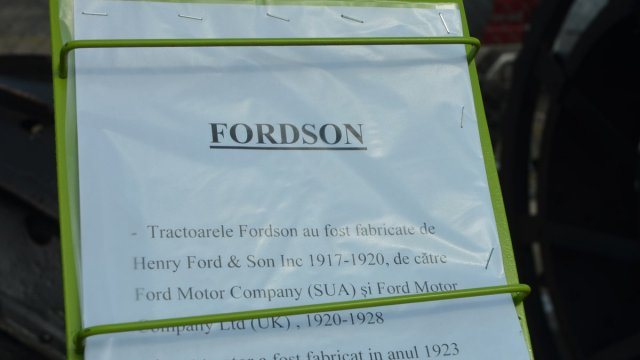 FORDSON
- Tractoarele Fordson au fost fabricate de
Henry Ford & Son Inc 1917-1920, de către
Ford Motor Company (SUA) și Ford Motor
Company Ltd (UK) , 1920-1928
a fost fabricat in anul 1923